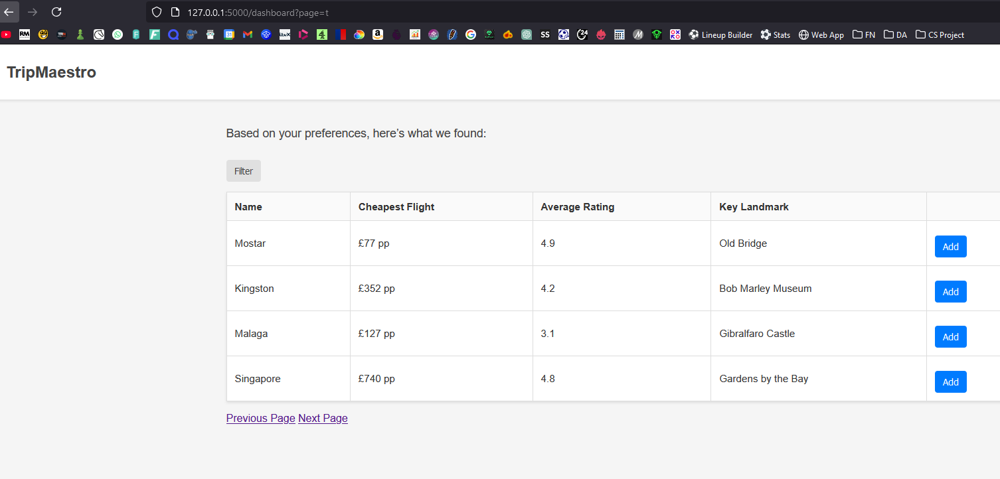 127.0.0.1:5000/dashboard?page=t
Lineup Builder Stats Web App FN DA CS Project
TripMaestro
Based on your preferences, here’s what we found:
Filter
Name Cheapest Flight Average Rating Key Landmark
Mostar £77 pp 4.9 Old Bridge Add
Kingston £352 pp 4.2 Bob Marley Museum Add
Malaga £127 pp 3.1 Gibralfaro Castle Add
Singapore £740 pp 4.8 Gardens by the Bay Add
Previous Page Next Page